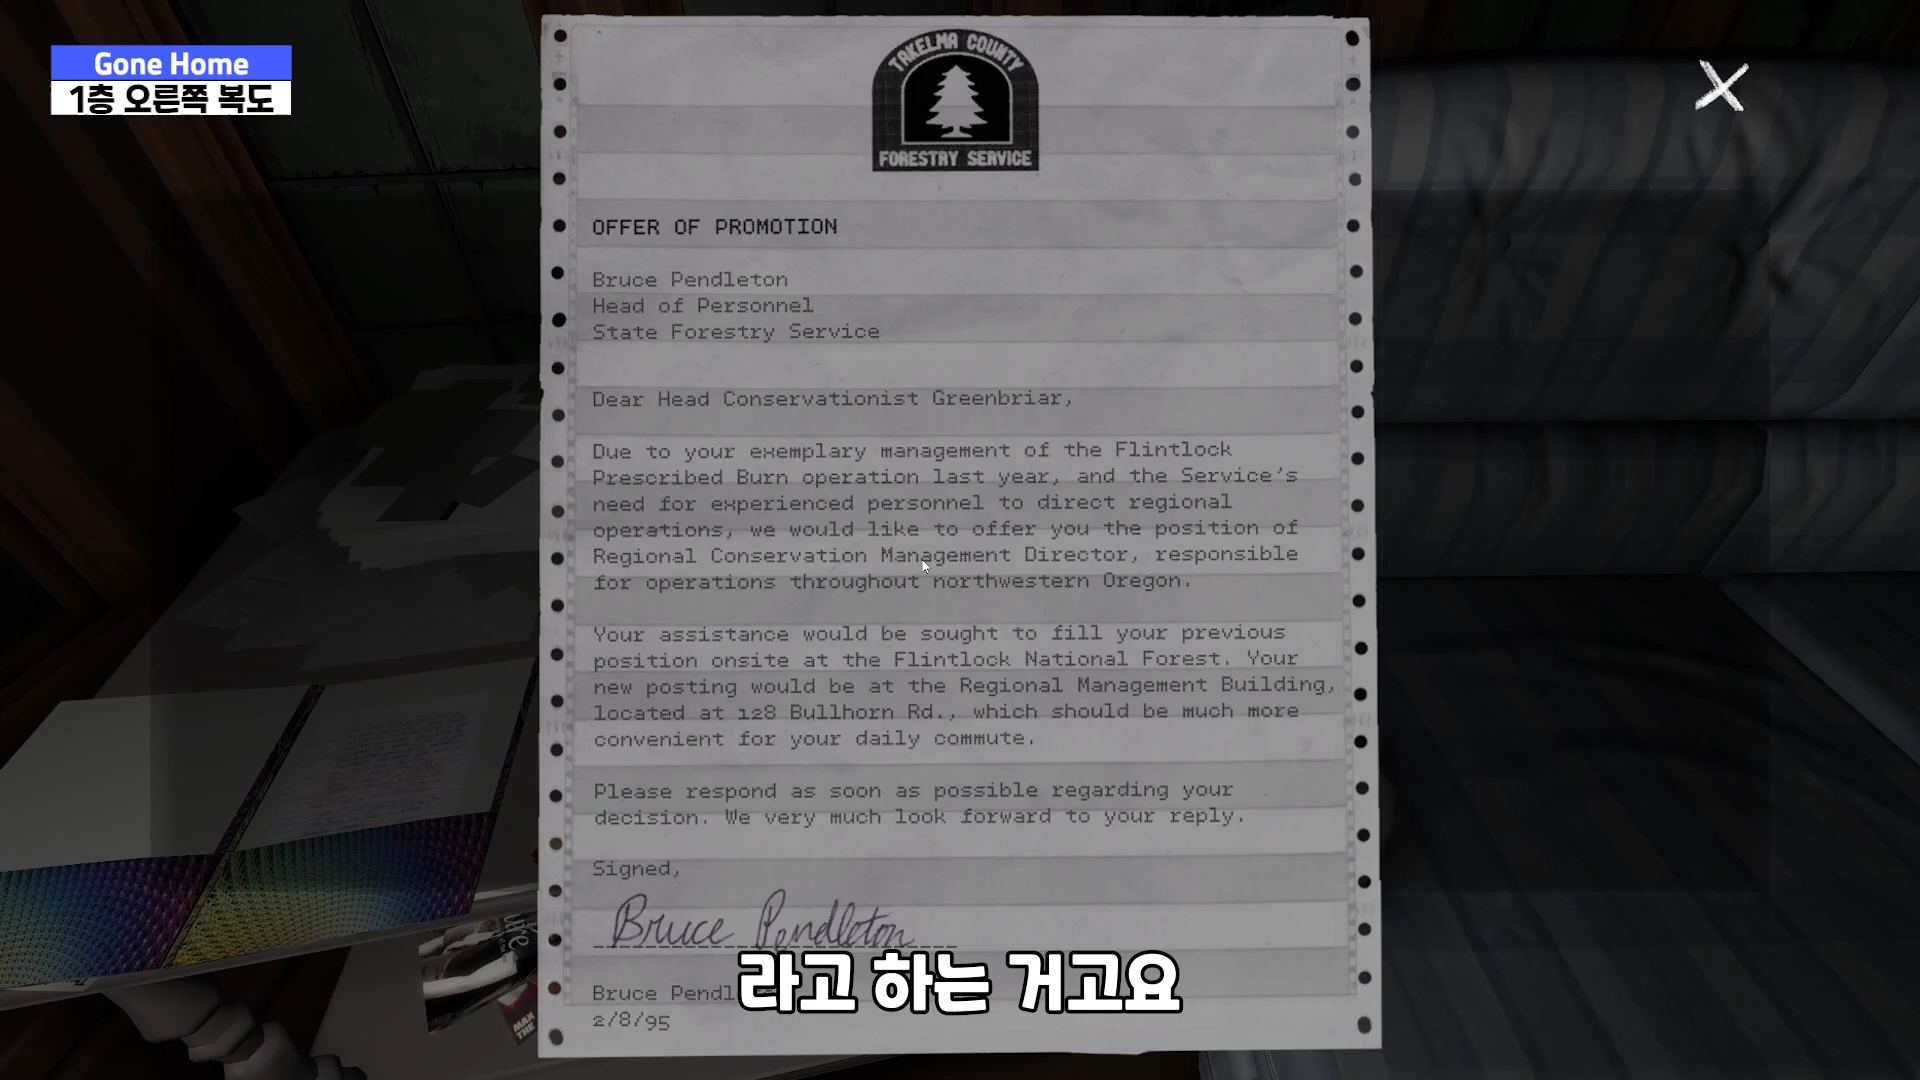 Gone Home
1층 오른쪽 복도
TAKELMA COUNTY
FORESTRY SERVICE
OFFER OF PROMOTION
Bruce Pendleton
Head of Personnel
State Forestry Service
Dear Head Conservationist Greenbriar,
Due to your exemplary management of the Flintlock
Prescribed Burn operation last year, and the Service's
need for experienced personnel to direct regional
operations, we would like to offer you the position of
Regional Conservation Management Director, responsible
for operations throughout northwestern Oregon.
Your assistance would be sought to fill your previous
position onsite at the Flintlock National Forest. Your
new posting would be at the Regional Management Building,
located at 128 Bullhorn Rd., which should be much more
convenient for your daily commute.
Please respond as soon as possible regarding your
decision. We very much look forward to your reply.
Signed,
Bruce Pendleton
Bruce Pendl
2/8/95
라고 하는 거고요